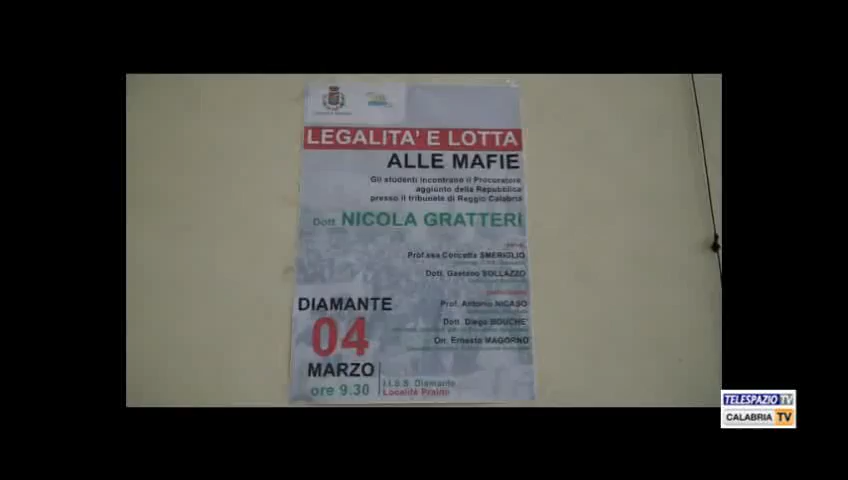 LEGALITA' E LOTTA
ALLE MAFIE
Gli studenti incontrano il Procuratore
aggiunto della Repubblica
presso il tribunale di Reggio Calabria
Dott. NICOLA GRATTERI
Prof.ssa Concetta SMERIGLIO
Dott. Gaetano SOLLAZZO
Prof. Antonio NICASO
Dott. Diego BOUCHE'
On. Ernesto MAGORNO
DIAMANTE
04
MARZO
ore 9.30
I.I.S.S. Diamante
Località Praino
TELESPAZIO TV
CALABRIA TV